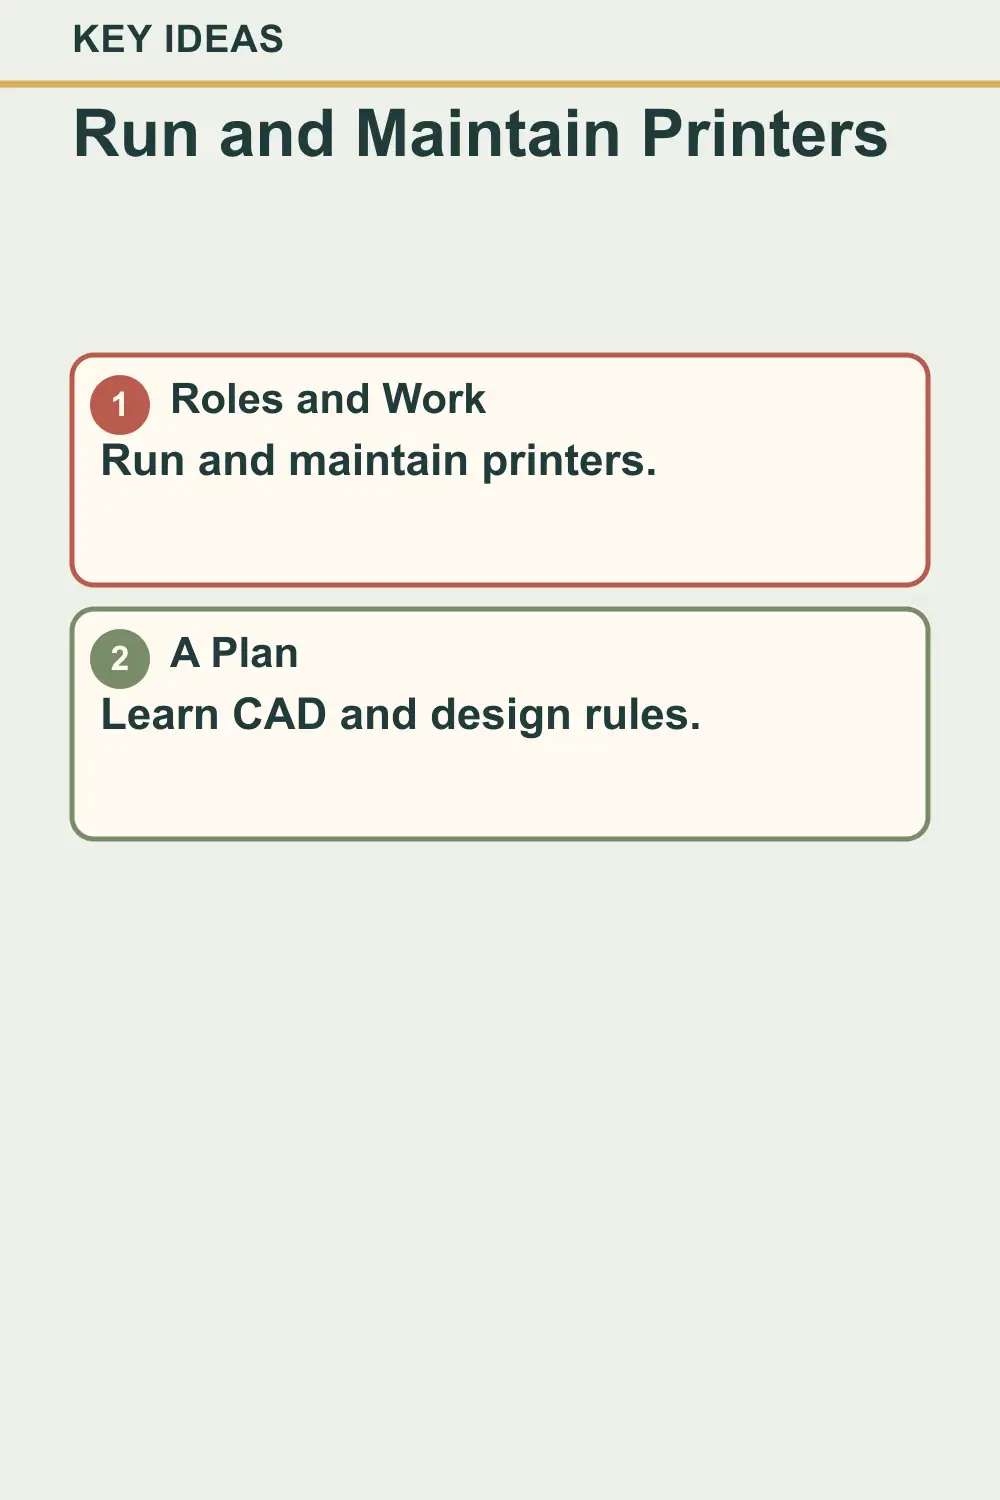 KEY IDEAS
Run and Maintain Printers
1 Roles and Work
Run and maintain printers.
2 A Plan
Learn CAD and design rules.